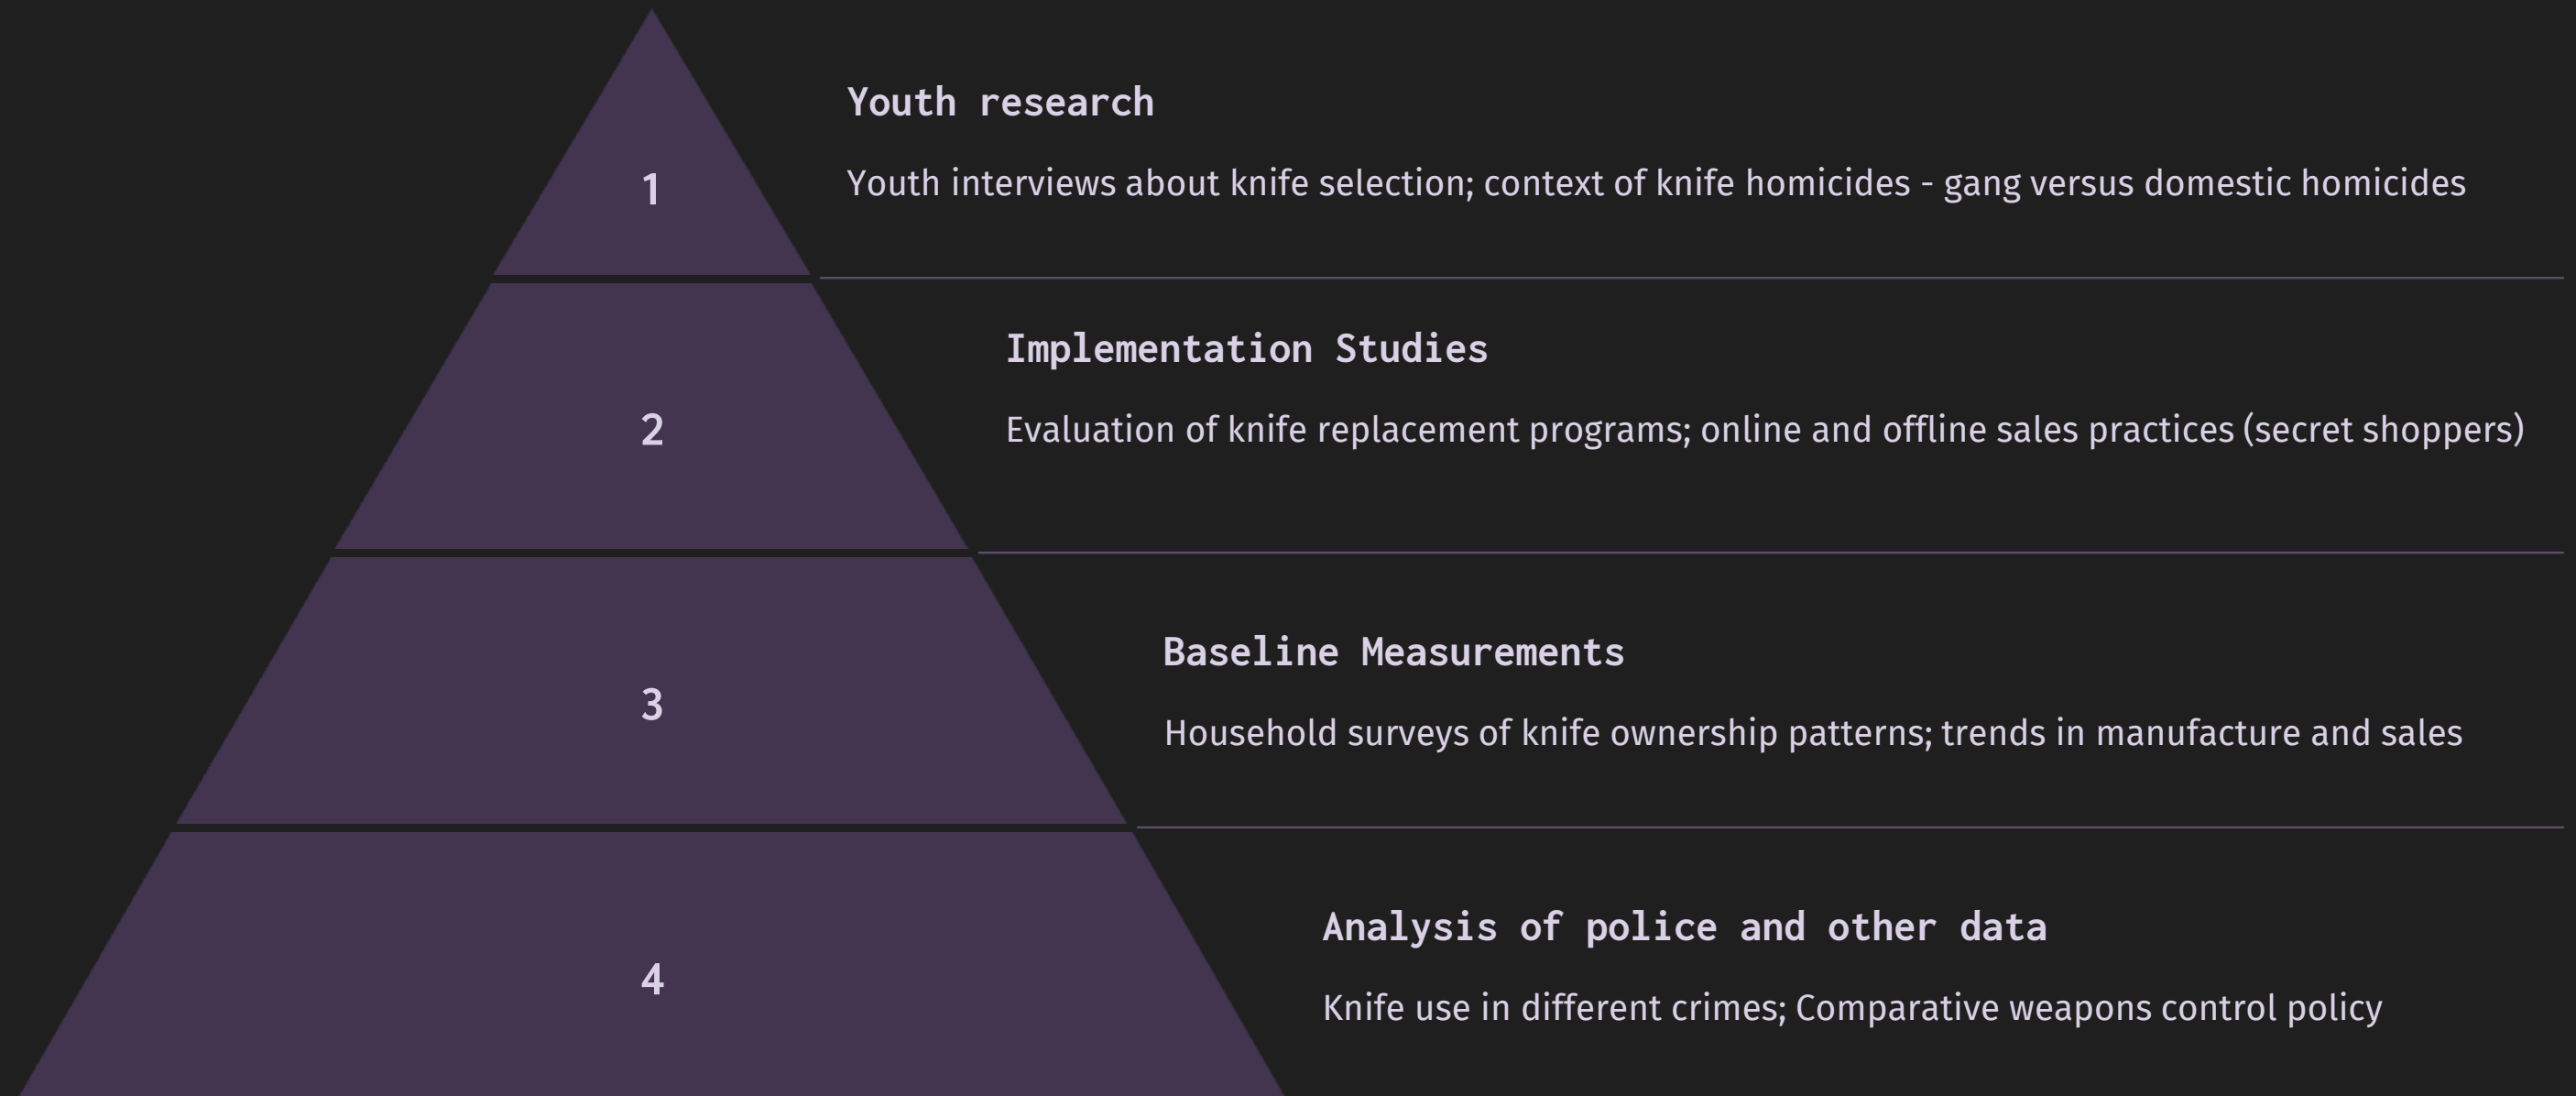 Youth research
1
Youth interviews about knife selection; context of knife homicides - gang versus domestic homicides
Implementation Studies
2
Evaluation of knife replacement programs; online and offline sales practices (secret shoppers)
Baseline Measurements
3
Household surveys of knife ownership patterns; trends in manufacture and sales
Analysis of police and other data
4
Knife use in different crimes; Comparative weapons control policy